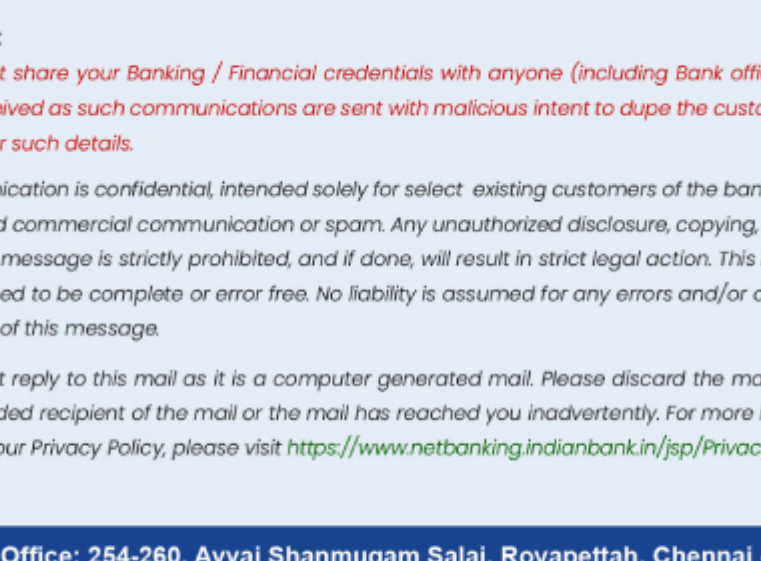 :
t share your Banking / Financial credentials with anyone (including Bank offi
eived as such communications are sent with malicious intent to dupe the custo
r such details.
nication is confidential, intended solely for select existing customers of the ban
d commercial communication or spam. Any unauthorized disclosure, copying,
message is strictly prohibited, and if done, will result in strict legal action. This
ed to be complete or error free. No liability is assumed for any errors and/or o
of this message.
t reply to this mail as it is a computer generated mail. Please discard the ma
ded recipient of the mail or the mail has reached you inadvertently. For more
our Privacy Policy, please visit https://www.netbanking.indianbank.in/jsp/Privac
Office: 254-260, Avvai Shanmugam Salai, Royapettah, Chennai